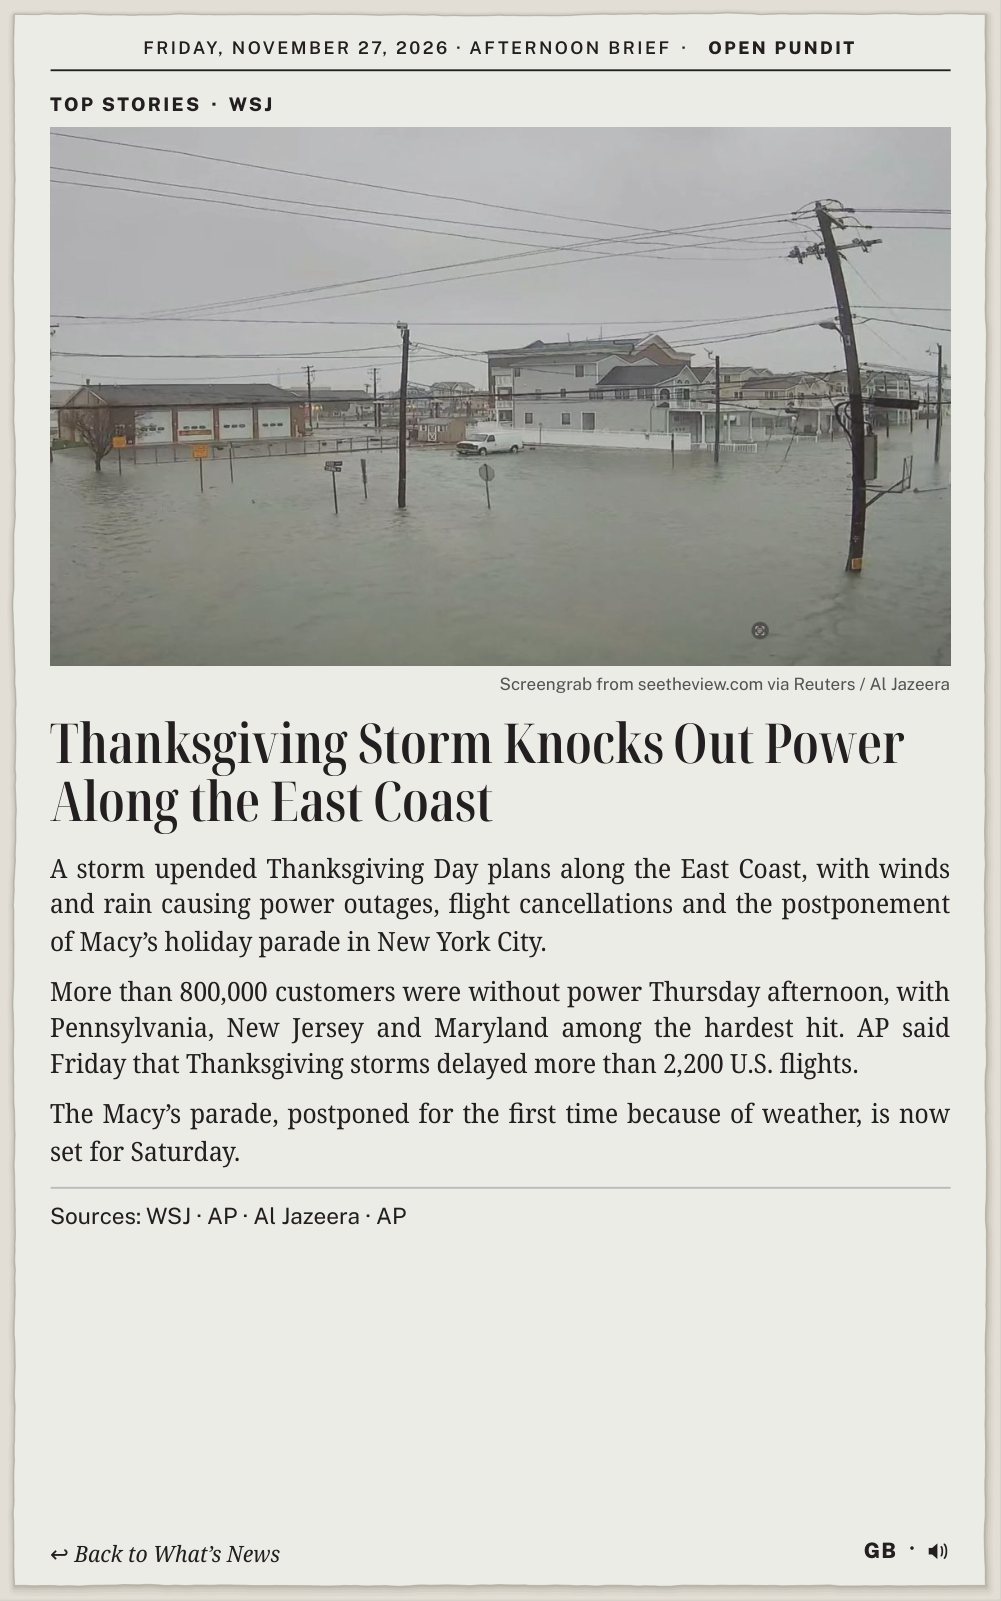 FRIDAY, NOVEMBER 27, 2026 · AFTERNOON BRIEF · OPEN PUNDIT
TOP STORIES · WSJ
Screengrab from seetheview.com via Reuters / Al Jazeera
Thanksgiving Storm Knocks Out Power
Along the East Coast
A storm upended Thanksgiving Day plans along the East Coast, with winds
and rain causing power outages, flight cancellations and the postponement
of Macy’s holiday parade in New York City.
More than 800,000 customers were without power Thursday afternoon, with
Pennsylvania, New Jersey and Maryland among the hardest hit. AP said
Friday that Thanksgiving storms delayed more than 2,200 U.S. flights.
The Macy’s parade, postponed for the first time because of weather, is now
set for Saturday.
Sources: WSJ · AP · Al Jazeera · AP
↩ Back to What’s News
GB ·